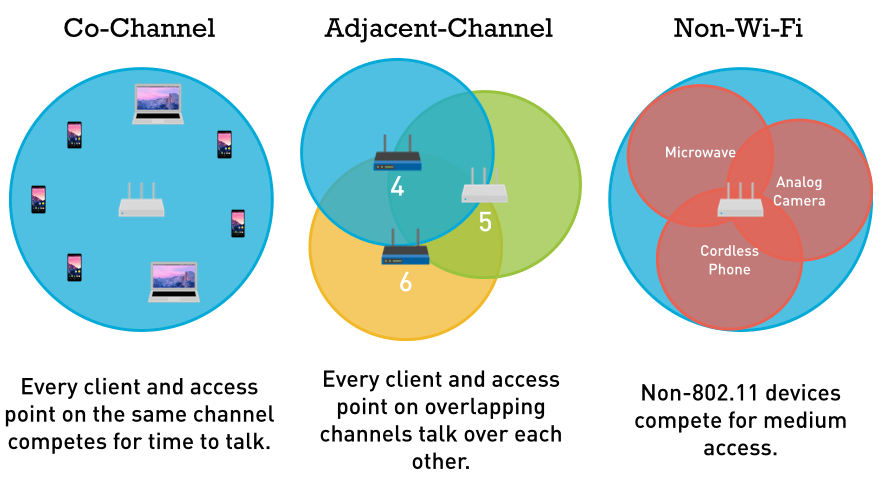 Co-Channel
Adjacent-Channel
Non-Wi-Fi
4
5
6
Microwave
Analog
Camera
Cordless
Phone
Every client and access
point on the same channel
competes for time to talk.
Every client and access
point on overlapping
channels talk over each
other.
Non-802.11 devices
compete for medium
access.